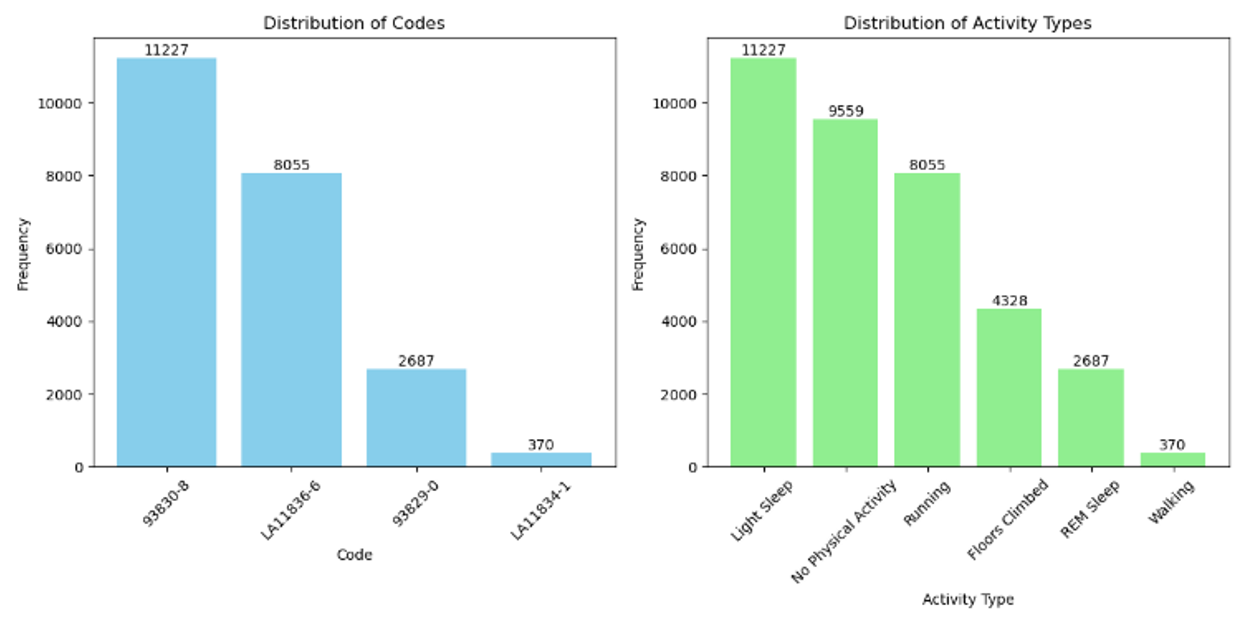 Distribution of Codes
Frequency
10000
8000
6000
4000
2000
0
11227
8055
2687
370
93830-8
LA11836-6
93829-0
LA11834-1
Code
Distribution of Activity Types
Frequency
10000
8000
6000
4000
2000
0
11227
9559
8055
4328
2687
370
Light Sleep
No Physical Activity
Running
Floors Climbed
REM Sleep
Walking
Activity Type